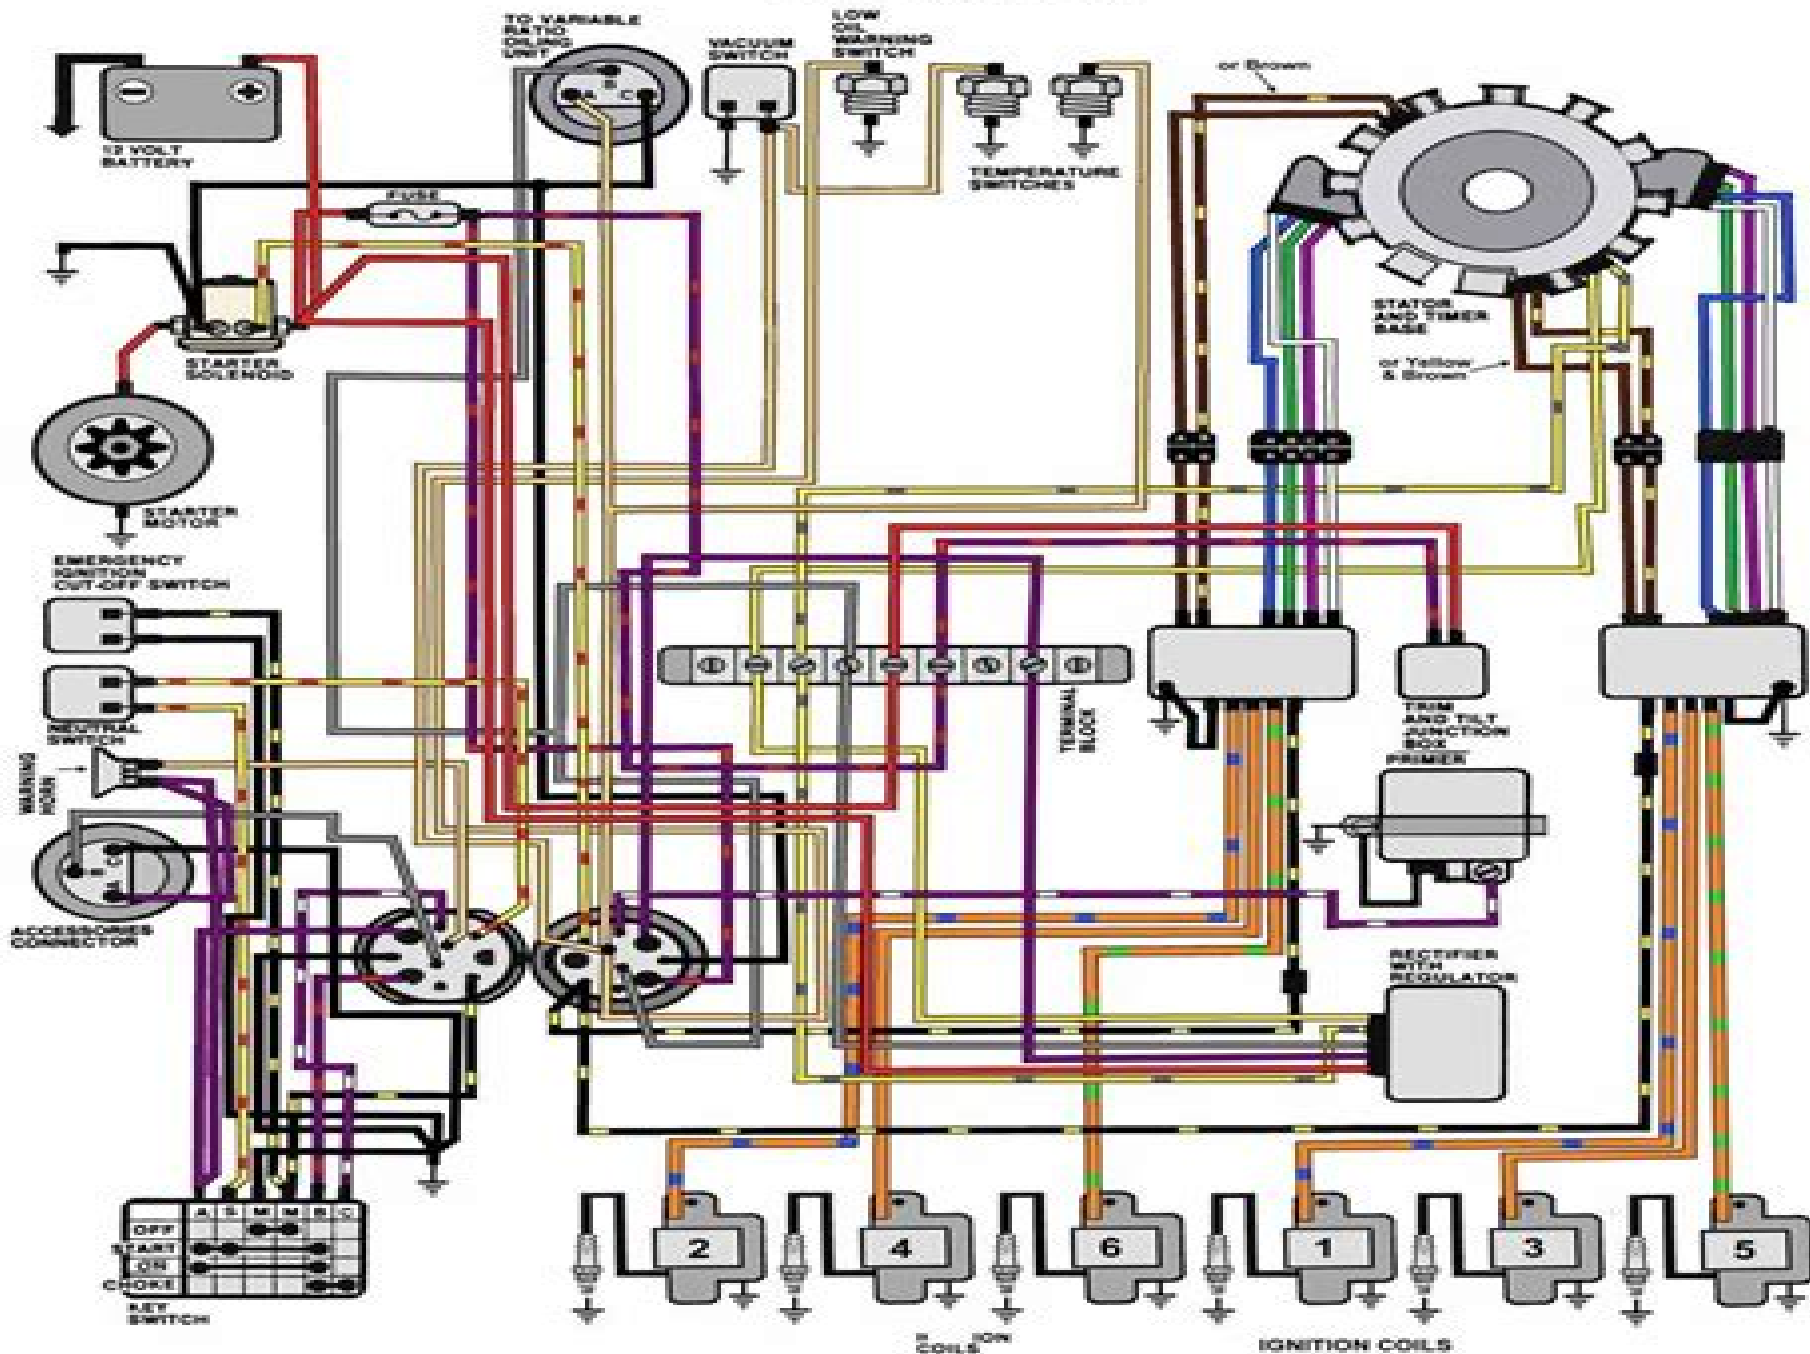 TO VARIABLE
RATIO
OILING
UNIT
B
A
C
VACUUM
SWITCH
LOW
OIL
WARNING
SWITCH
or Brown
12 VOLT
BATTERY
TEMPERATURE
SWITCHES
FUSE
STATOR
AND TIMER
BASE
or Yellow
& Brown
STARTER
SOLENOID
STARTER
MOTOR
EMERGENCY
IGNITION
CUT-OFF SWITCH
NEUTRAL
SWITCH
TERMINAL
BLOCK
TRIM
AND TILT
JUNCTION
BOX
PRIMER
WARNING
HORN
ACCESSORIES
CONNECTOR
RECTIFIER
WITH
REGULATOR
A S M M B C
OFF
START
ON
CHOKE
KEY
SWITCH
2
4
6
1
3
5
ION
COILS
IGNITION COILS